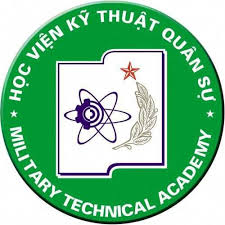 HỌC VIỆN KỸ THUẬT QUÂN SỰ
MILITARY TECHNICAL ACADEMY